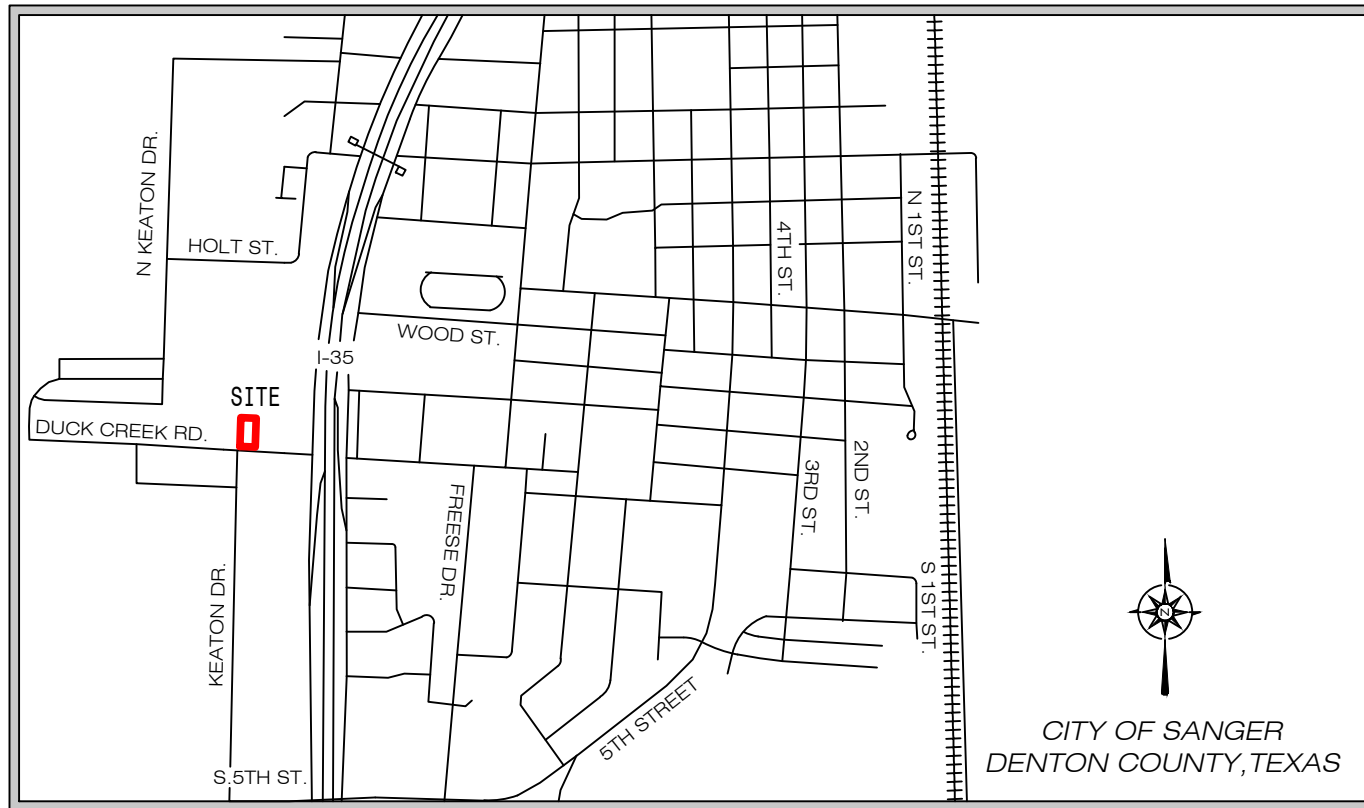 N KEATON DR.
HOLT ST.
N 1ST ST.
4TH ST.
WOOD ST.
I-35
SITE
DUCK CREEK RD.
2ND ST.
3RD ST.
FREESE DR.
KEATON DR.
S 1ST ST.
5TH STREET
S.5TH ST.
N
CITY OF SANGER
DENTON COUNTY,TEXAS